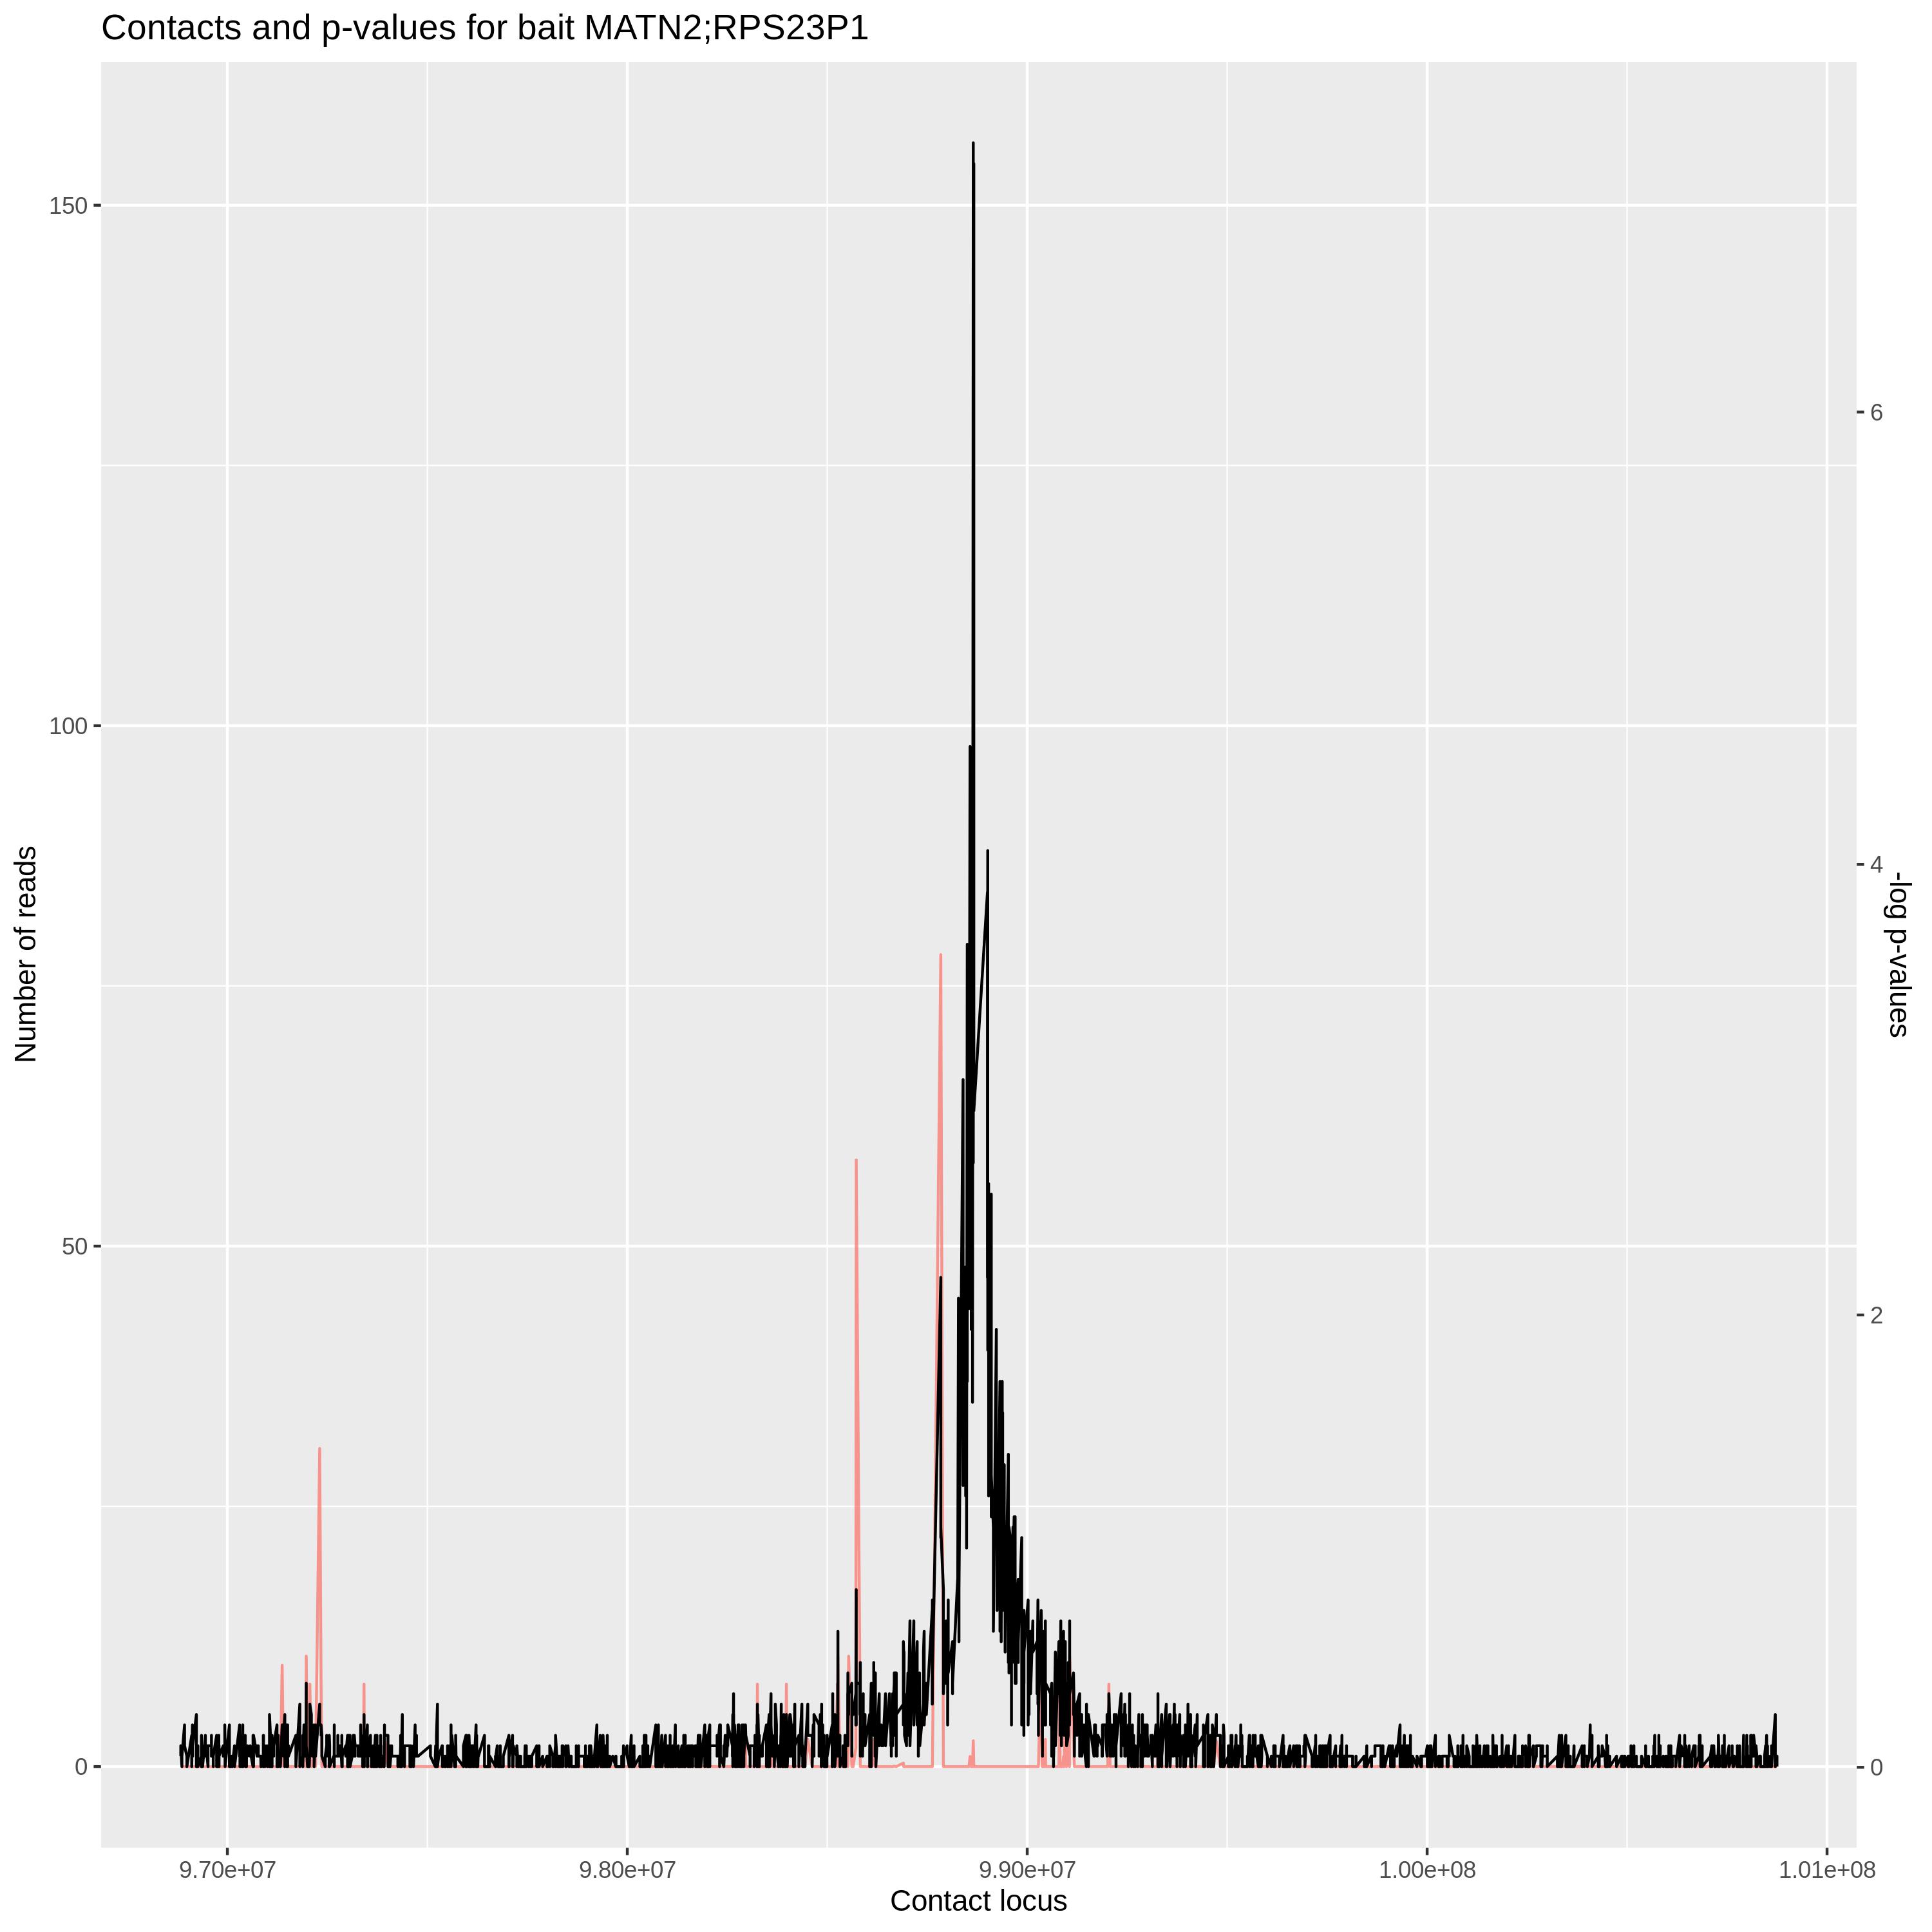 Contacts and p-values for bait MATN2;RPS23P1
150
100
50
0
Number of reads
6
4
2
0
-log p-values
9.70e+07
9.80e+07
9.90e+07
1.00e+08
1.01e+08
Contact locus